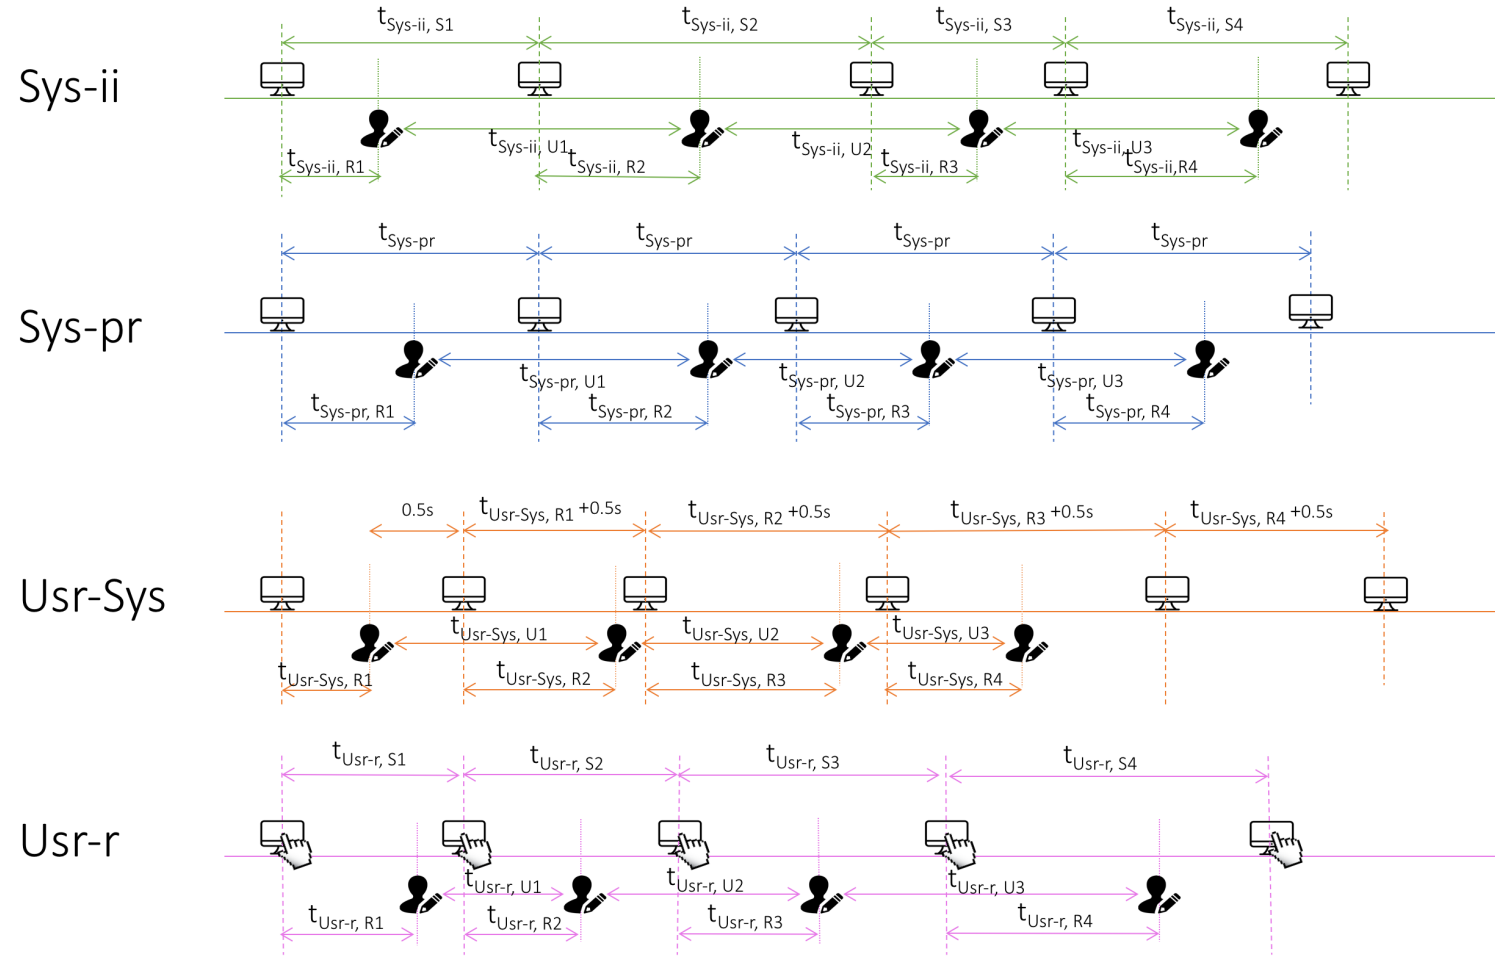 tSys-ii, S1 tSys-ii, S2 tSys-ii, S3 tSys-ii, S4
Sys-ii
tSys-ii, U1 tSys-ii, U2 tSys-ii, U3
tSys-ii, R1 tSys-ii, R2 tSys-ii, R3 tSys-ii,R4
tSys-pr tSys-pr tSys-pr tSys-pr
Sys-pr
tSys-pr, U1 tSys-pr, U2 tSys-pr, U3
tSys-pr, R1 tSys-pr, R2 tSys-pr, R3 tSys-pr, R4
0.5s tUsr-Sys, R1 +0.5s tUsr-Sys, R2 +0.5s tUsr-Sys, R3 +0.5s tUsr-Sys, R4 +0.5s
Usr-Sys
tUsr-Sys, U1 tUsr-Sys, U2 tUsr-Sys, U3
tUsr-Sys, R1 tUsr-Sys, R2 tUsr-Sys, R3 tUsr-Sys, R4
tUsr-r, S1 tUsr-r, S2 tUsr-r, S3 tUsr-r, S4
Usr-r
tUsr-r, U1 tUsr-r, U2 tUsr-r, U3
tUsr-r, R1 tUsr-r, R2 tUsr-r, R3 tUsr-r, R4